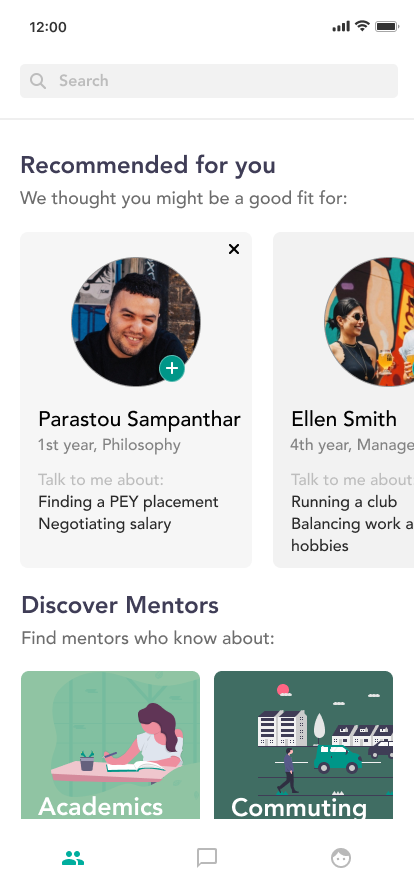 12:00
Search
Recommended for you
We thought you might be a good fit for:
Parastou Sampanthar
1st year, Philosophy
Talk to me about:
Finding a PEY placement
Negotiating salary
Ellen Smith
4th year, Manage
Talk to me about:
Running a club
Balancing work a
hobbies
Discover Mentors
Find mentors who know about:
Academics
Commuting